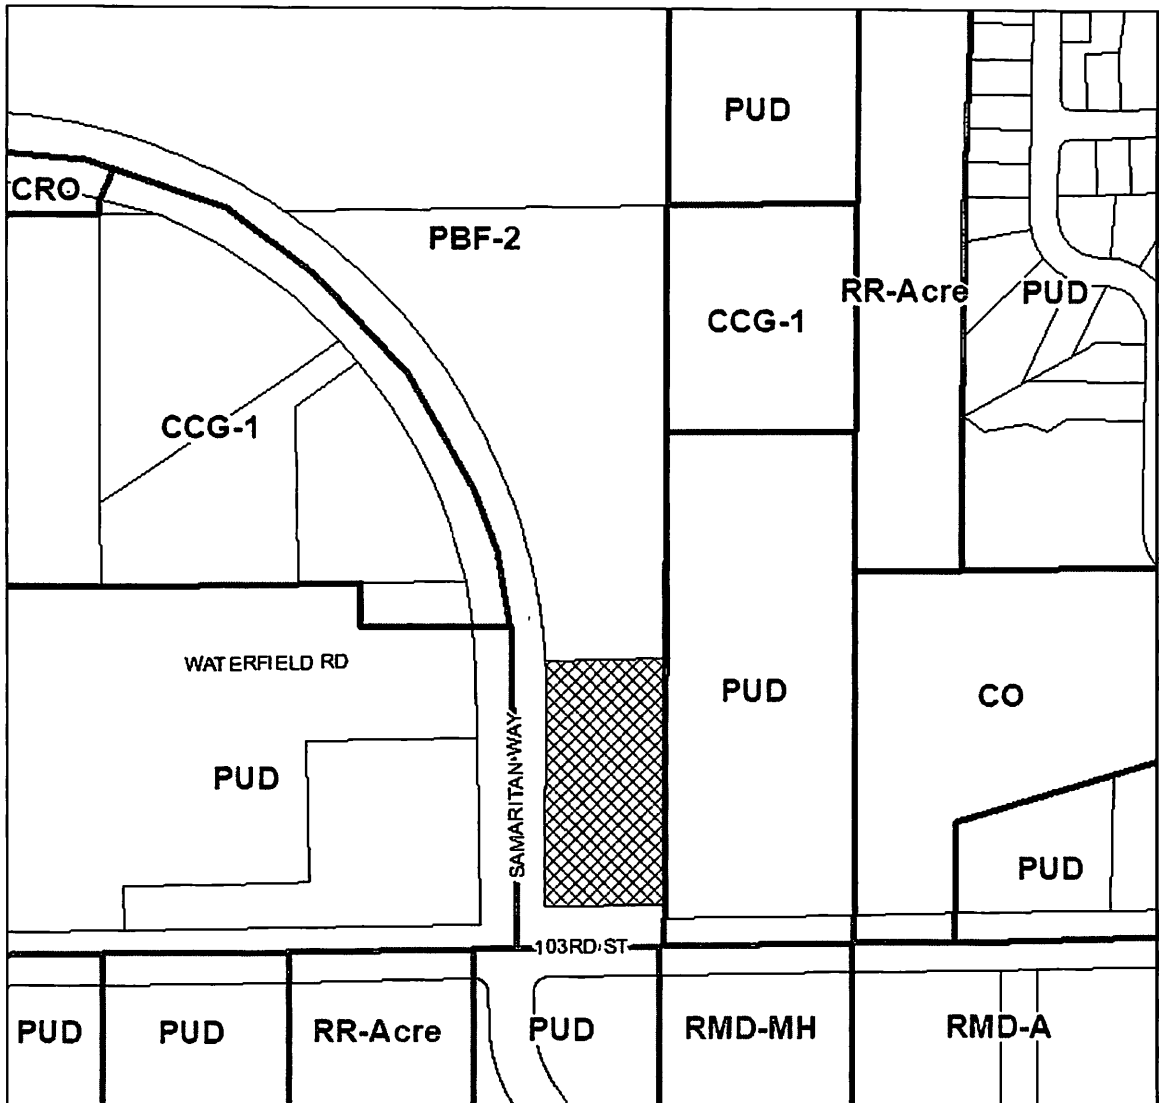 PUD
CRO
PBF-2
RR-Acre
PUD
CCG-1
CCG-1
WATERFIELD RD
PUD
CO
SAMARITAN WAY
PUD
PUD
103RD ST
PUD
PUD
RR-Acre
PUD
RMD-MH
RMD-A